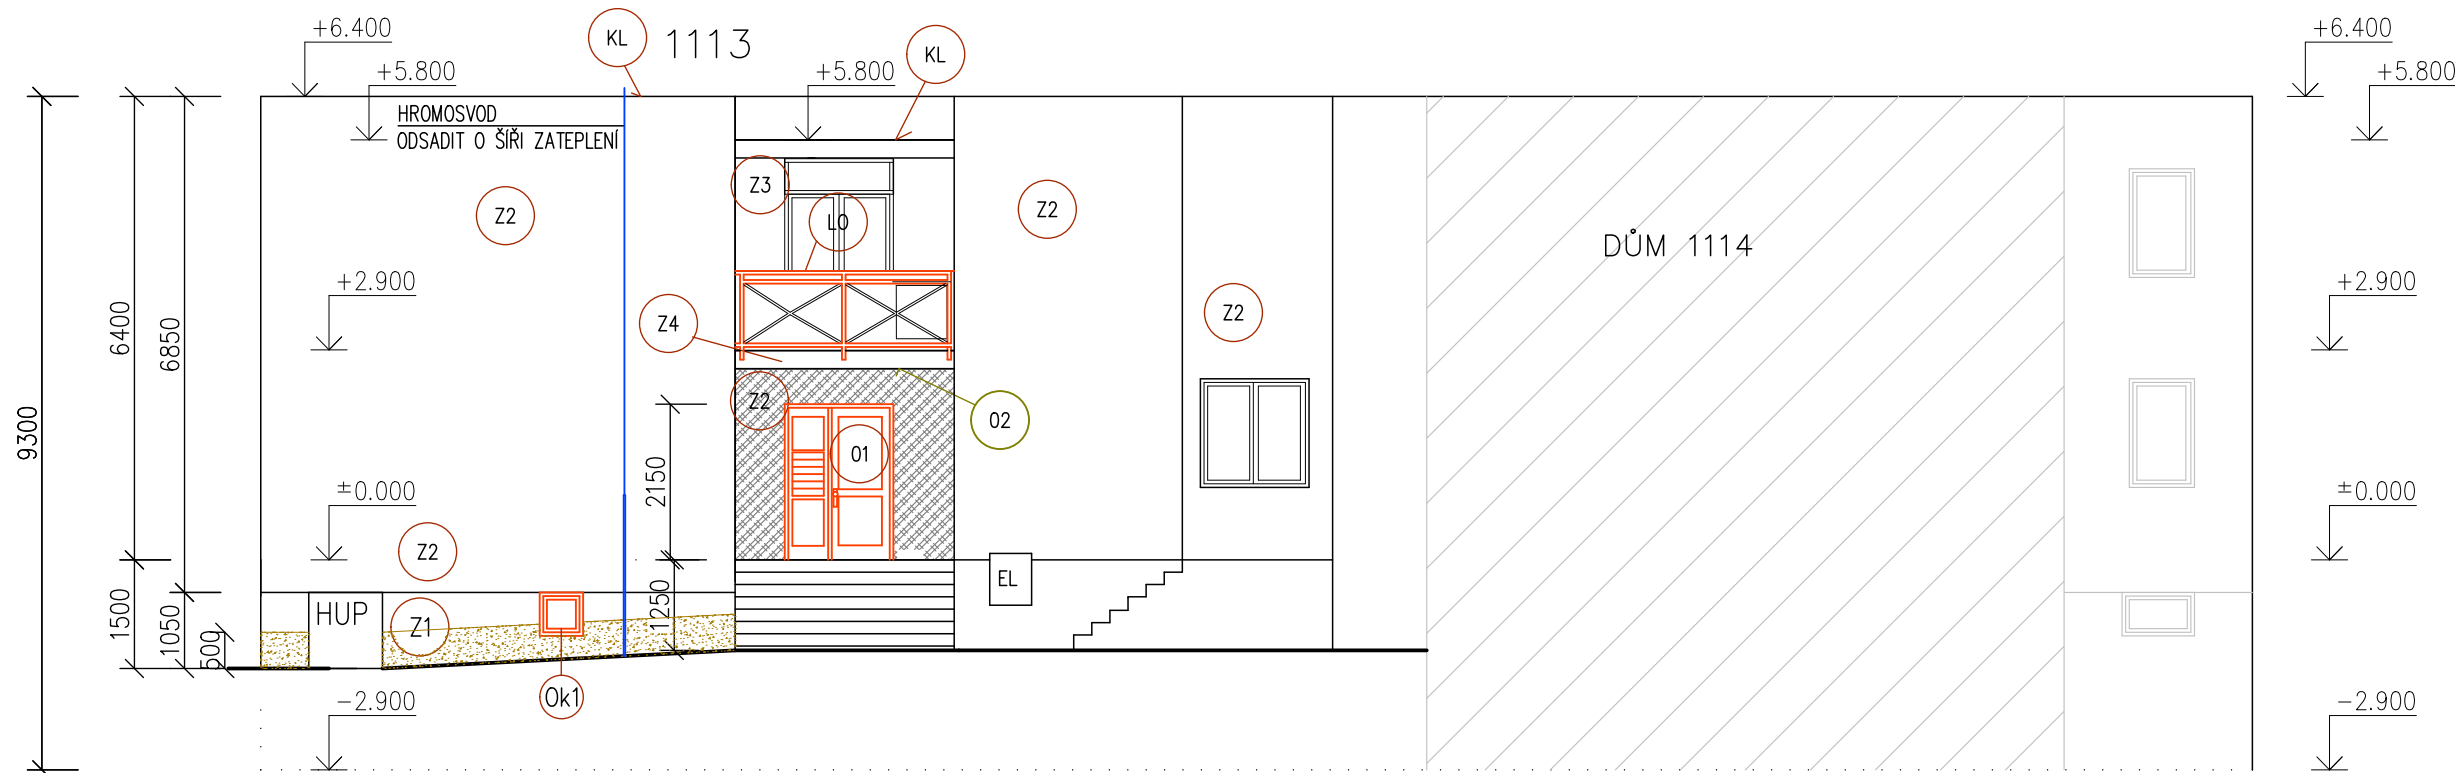 +6.400
KL
1113
KL
+6.400
+5.800
+5.800
+5.800
HROMOSVOD
ODSADIT O ŠÍŘI ZATEPLENÍ
Z3
Z2
LO
Z2
DŮM 1114
+2.900
Z4
Z2
+2.900
6400
6850
9300
Z2
O2
O1
2150
±0.000
±0.000
Z2
EL
HUP
Z1
1250
1500
1050
500
Ok1
-2.900
-2.900